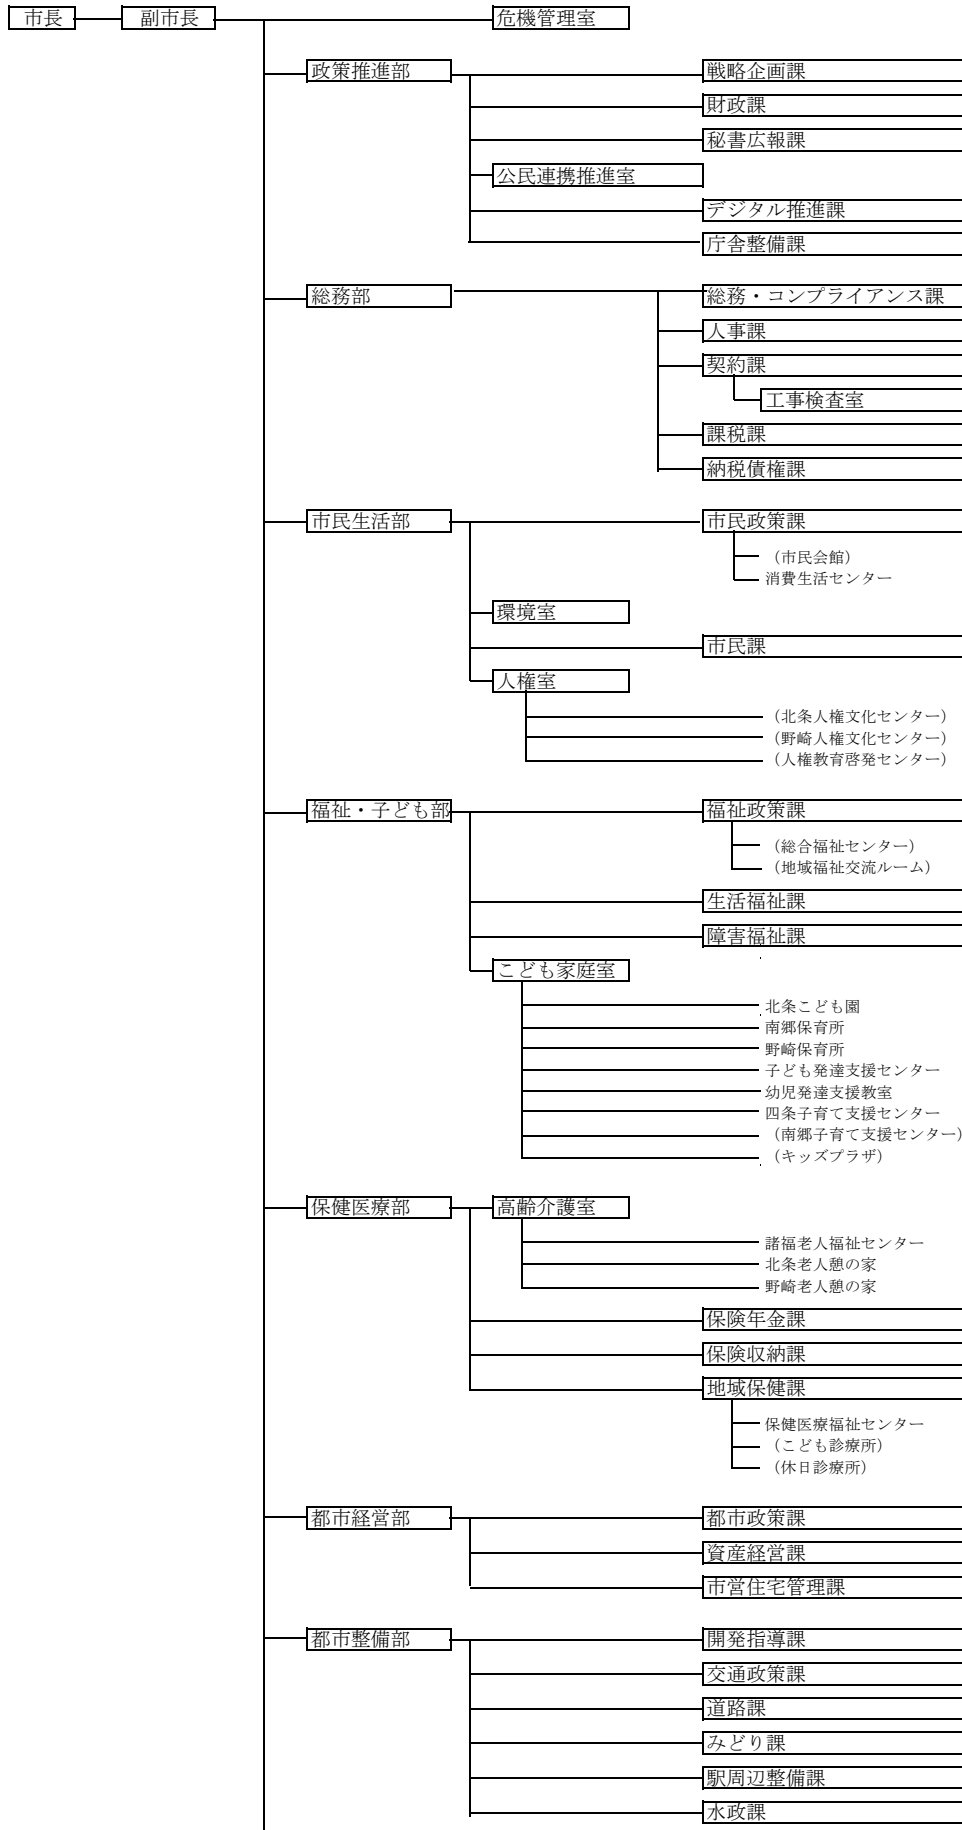 市長 副市長 危機管理室
政策推進部 戦略企画課
財政課
秘書広報課
公民連携推進室
デジタル推進課
庁舎整備課
総務部 総務・コンプライアンス課
人事課
契約課
工事検査室
課税課
納税債権課
市民生活部 市民政策課
（市民会館）
消費生活センター
環境室
市民課
人権室
（北条人権文化センター）
（野崎人権文化センター）
（人権教育啓発センター）
福祉・子ども部 福祉政策課
（総合福祉センター）
（地域福祉交流ルーム）
生活福祉課
障害福祉課
こども家庭室
北条こども園
南郷保育所
野崎保育所
子ども発達支援センター
幼児発達支援教室
四条子育て支援センター
（南郷子育て支援センター）
（キッズプラザ）
保健医療部 高齢介護室
諸福老人福祉センター
北条老人憩の家
野崎老人憩の家
保険年金課
保険収納課
地域保健課
保健医療福祉センター
（こども診療所）
（休日診療所）
都市経営部 都市政策課
資産経営課
市営住宅管理課
都市整備部 開発指導課
交通政策課
道路課
みどり課
駅周辺整備課
水政課